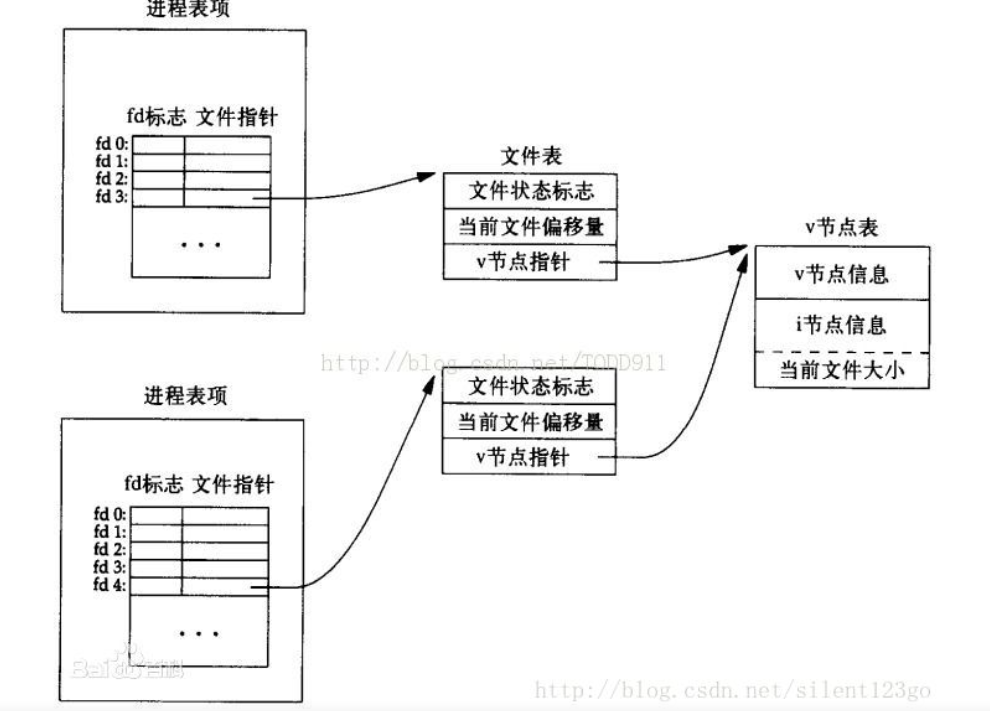 进程表项
fd标志 文件指针
fd 0:
fd 1:
fd 2:
fd 3:
• • •
文件表
文件状态标志
当前文件偏移量
v节点指针
v节点表
v节点信息
i节点信息
当前文件大小
http://blog.csdn.net/TODD911
文件状态标志
当前文件偏移量
v节点指针
进程表项
fd标志 文件指针
fd 0:
fd 1:
fd 2:
fd 3:
fd 4:
• • •
Bai du 百科
http://blog.csdn.net/silent123go